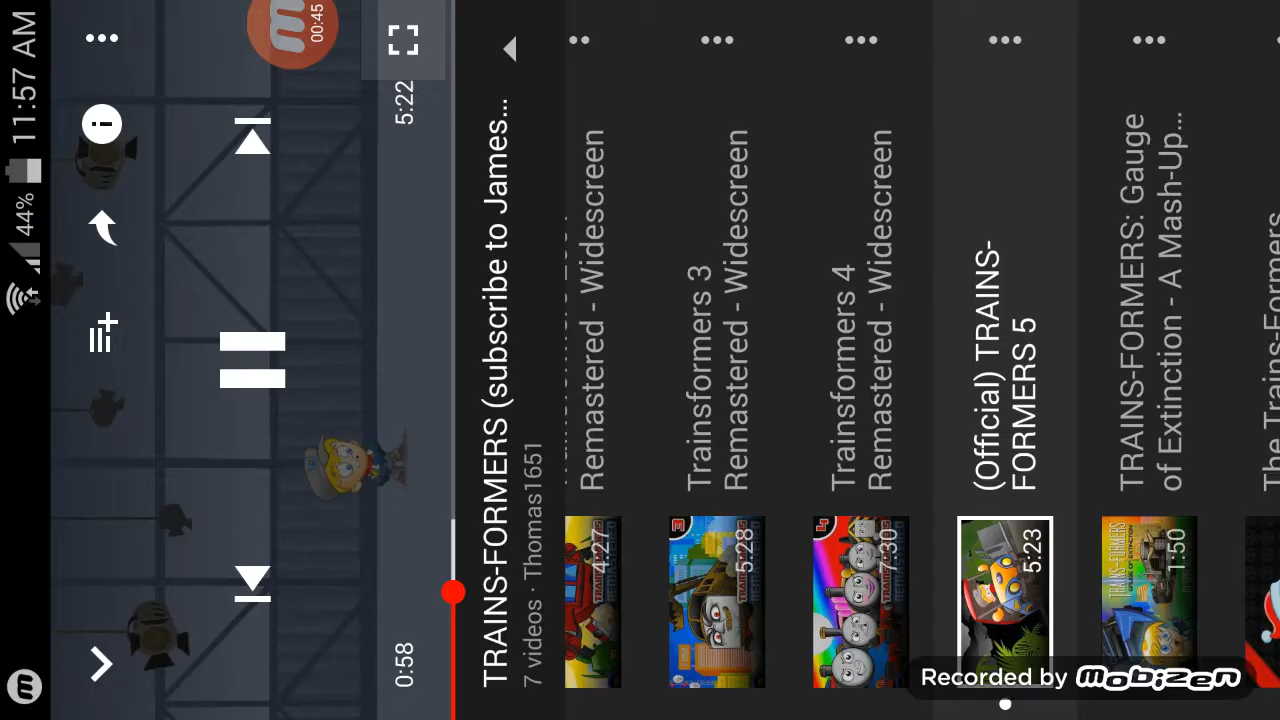 44% 11:57 AM
00:45
0:58
5:22
TRAINS-FORMERS (subscribe to James...
7 videos · Thomas1651
4:27
Remastered - Widescreen
5:28
Trainsformers 3
Remastered - Widescreen
7:30
Trainsformers 4
Remastered - Widescreen
5:23
(Official) TRAINS-
FORMERS 5
1:50
TRAINS-FORMERS: Gauge
of Extinction - A Mash-Up...
Recorded by mobizen